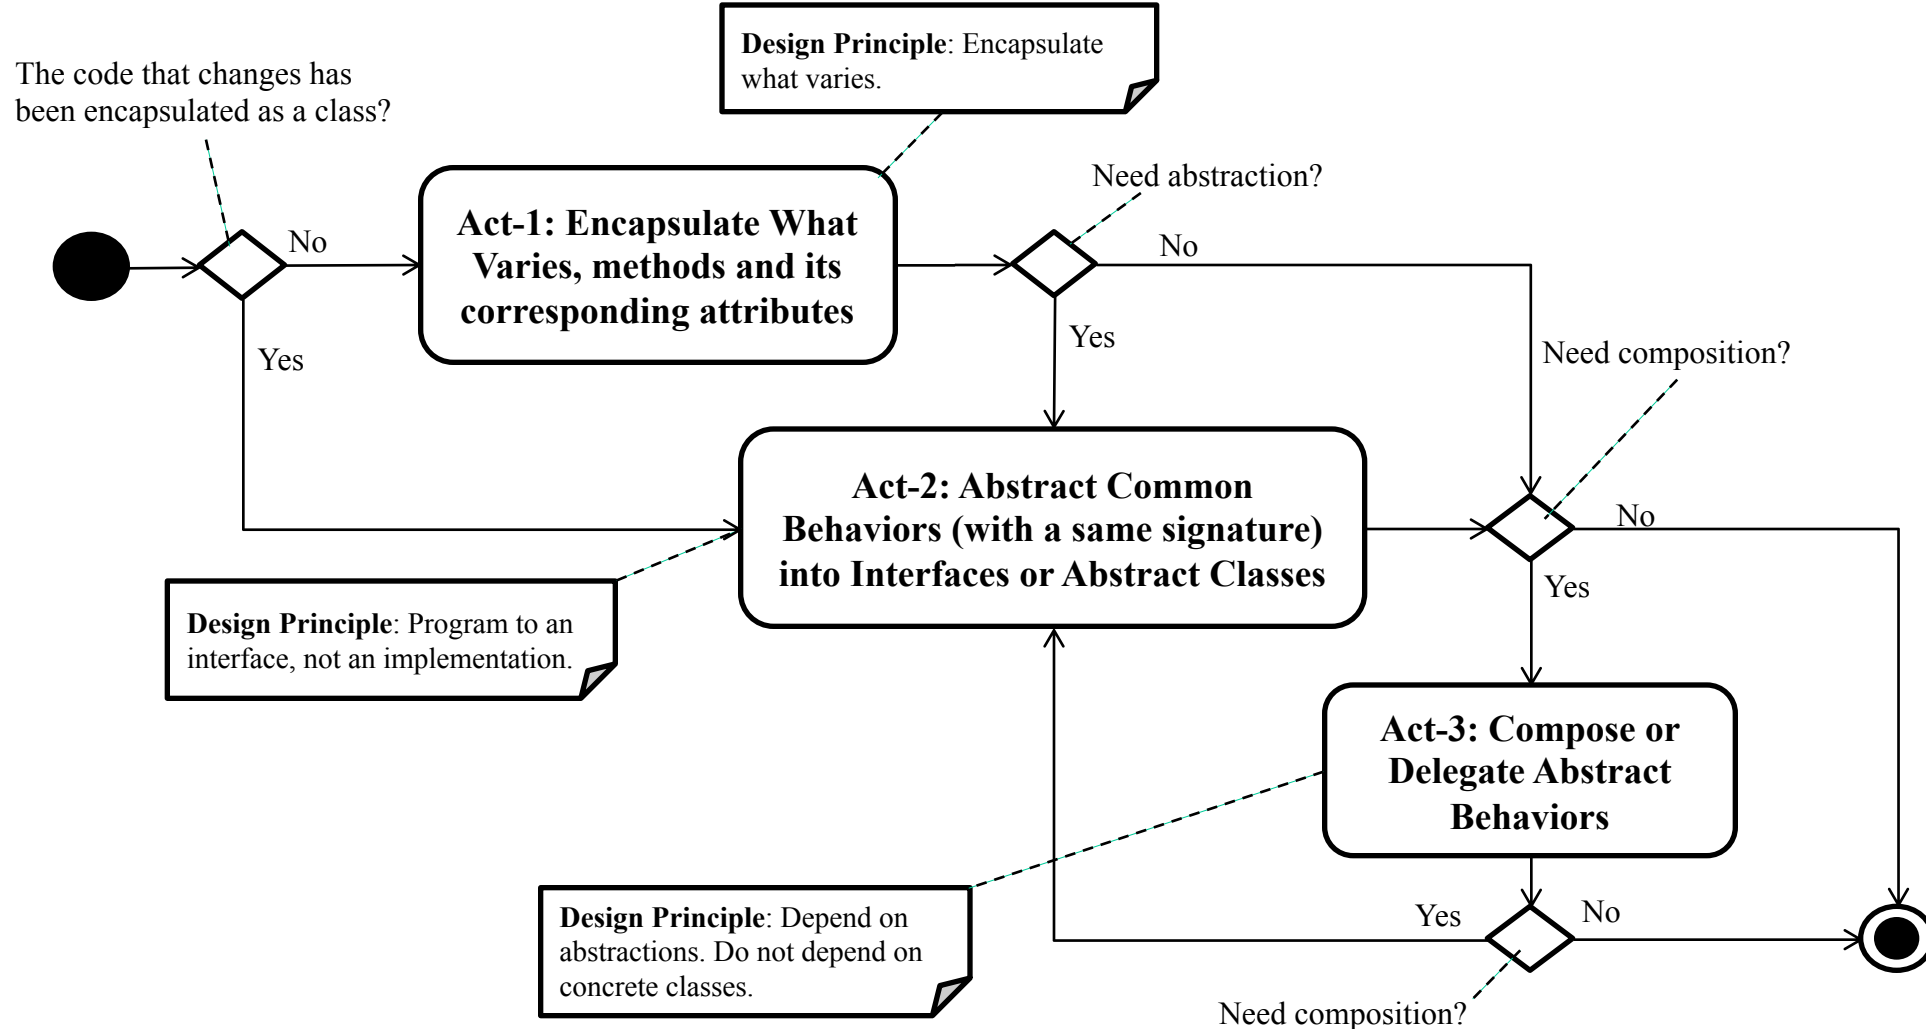 Design Principle: Encapsulate
what varies.
The code that changes has
been encapsulated as a class?
Need abstraction?
No
Act-1: Encapsulate What
Varies, methods and its
corresponding attributes
No
Yes
Yes
Need composition?
Act-2: Abstract Common
Behaviors (with a same signature)
into Interfaces or Abstract Classes
No
Yes
Design Principle: Program to an
interface, not an implementation.
Act-3: Compose or
Delegate Abstract
Behaviors
Design Principle: Depend on
abstractions. Do not depend on
concrete classes.
Yes
No
Need composition?